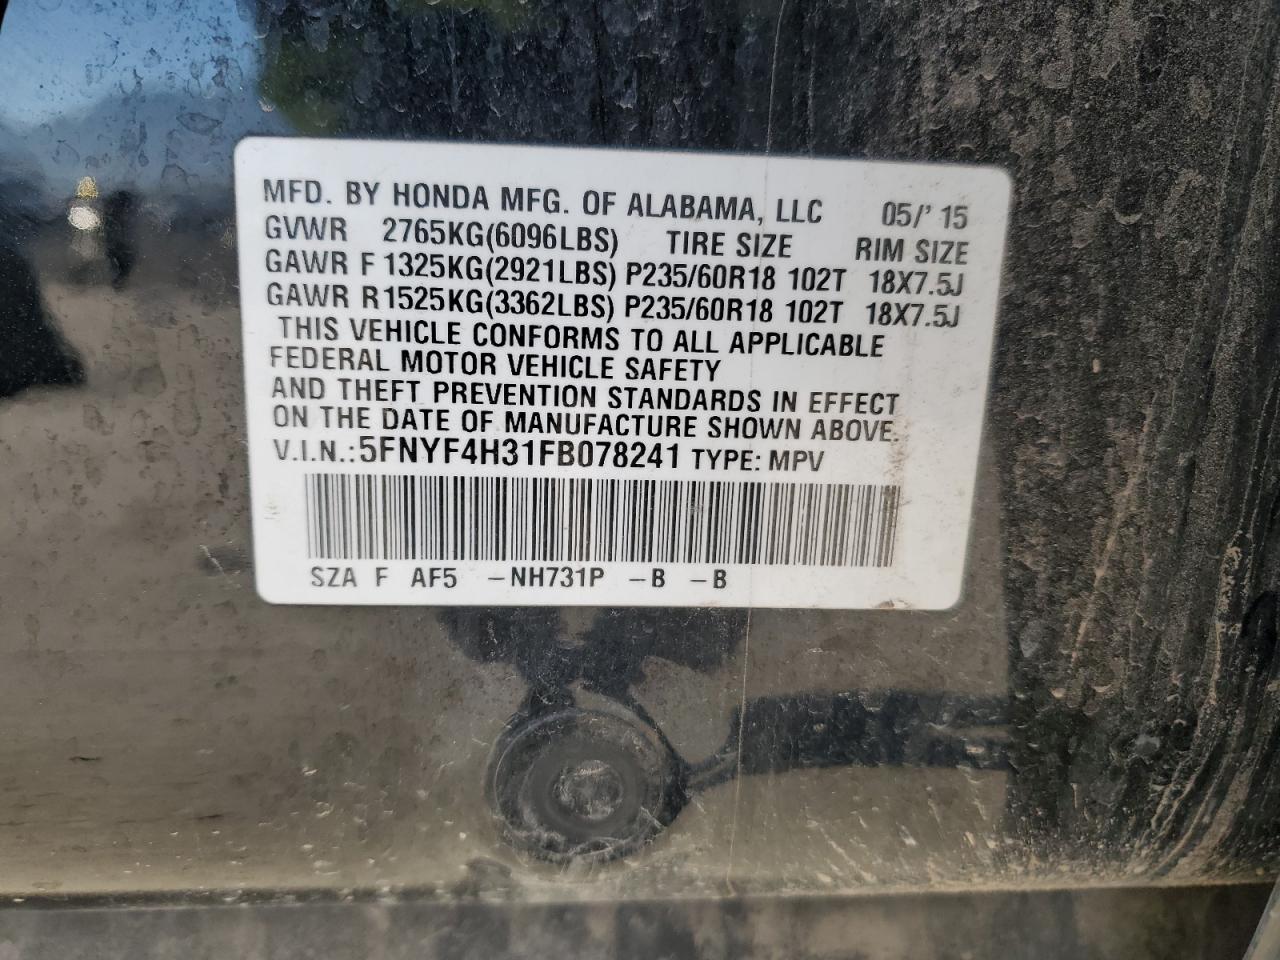 MFD. BY HONDA MFG. OF ALABAMA, LLC 05/' 15
GVWR 2765KG(6096LBS) TIRE SIZE RIM SIZE
GAWR F 1325KG(2921LBS) P235/60R18 102T 18X7.5J
GAWR R1525KG(3362LBS) P235/60R18 102T 18X7.5J
THIS VEHICLE CONFORMS TO ALL APPLICABLE
FEDERAL MOTOR VEHICLE SAFETY
AND THEFT PREVENTION STANDARDS IN EFFECT
ON THE DATE OF MANUFACTURE SHOWN ABOVE.
V.I.N.:5FNYF4H31FB078241 TYPE: MPV
SZA F AF5 -NH731P -B -B